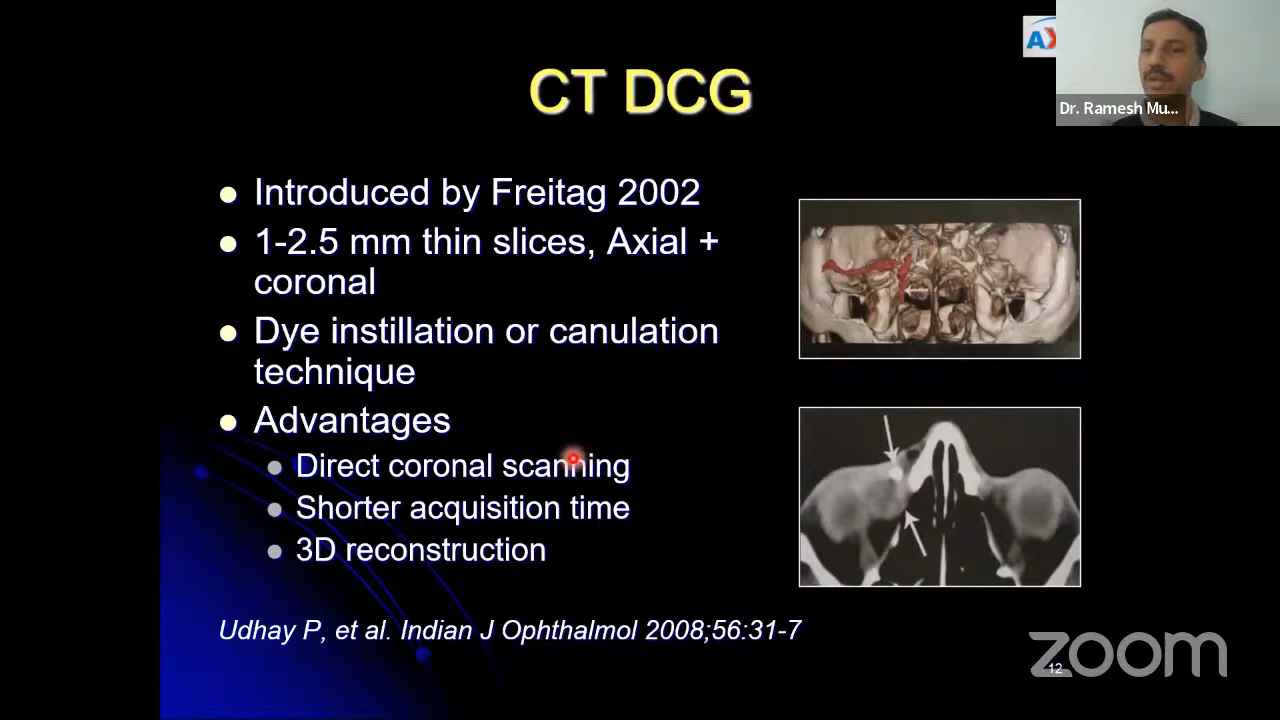 AX
Dr. Ramesh Mu...
CT DCG
Introduced by Freitag 2002
1-2.5 mm thin slices, Axial +
coronal
Dye instillation or canulation
technique
Advantages
Direct coronal scanning
Shorter acquisition time
3D reconstruction
Udhay P, et al. Indian J Ophthalmol 2008;56:31-7
zoom
12